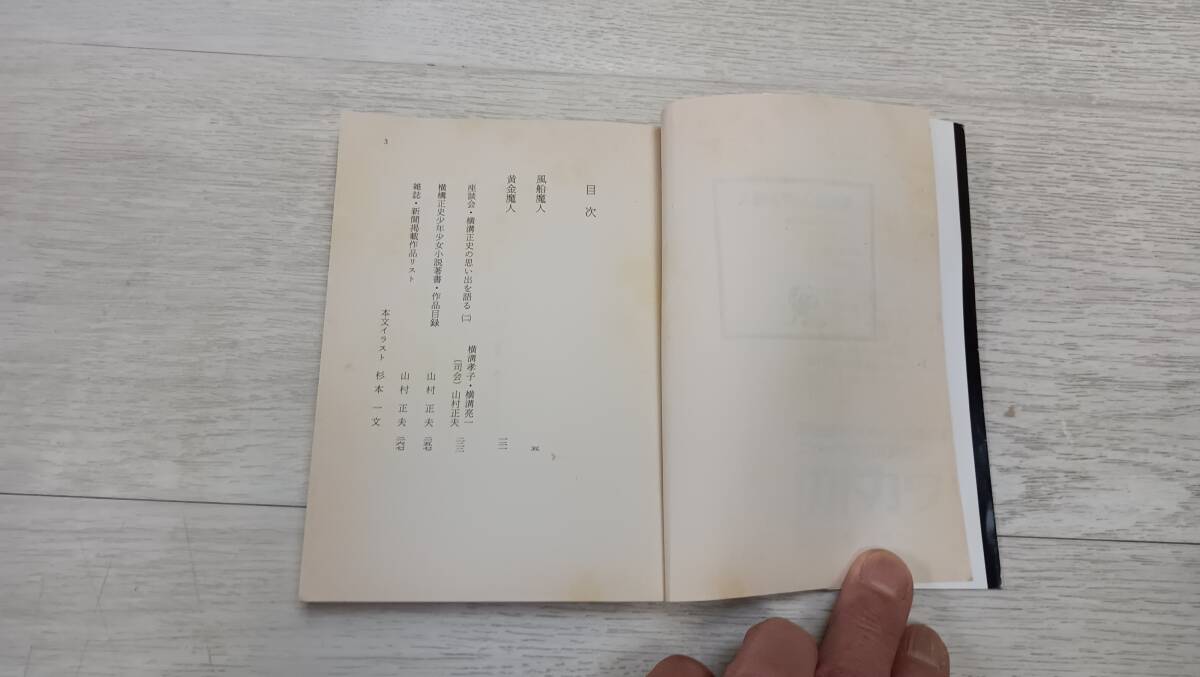 目次
風船魔人 五
黄金魔人
座談会・横溝正史の思い出を語る(二) 横溝孝子・横溝亮一
〔司会〕山村正夫
横溝正史少年少女小説著書・作品目録 山村正夫
雑誌・新聞掲載作品リスト 山村正夫
本文イラスト 杉本一文
3